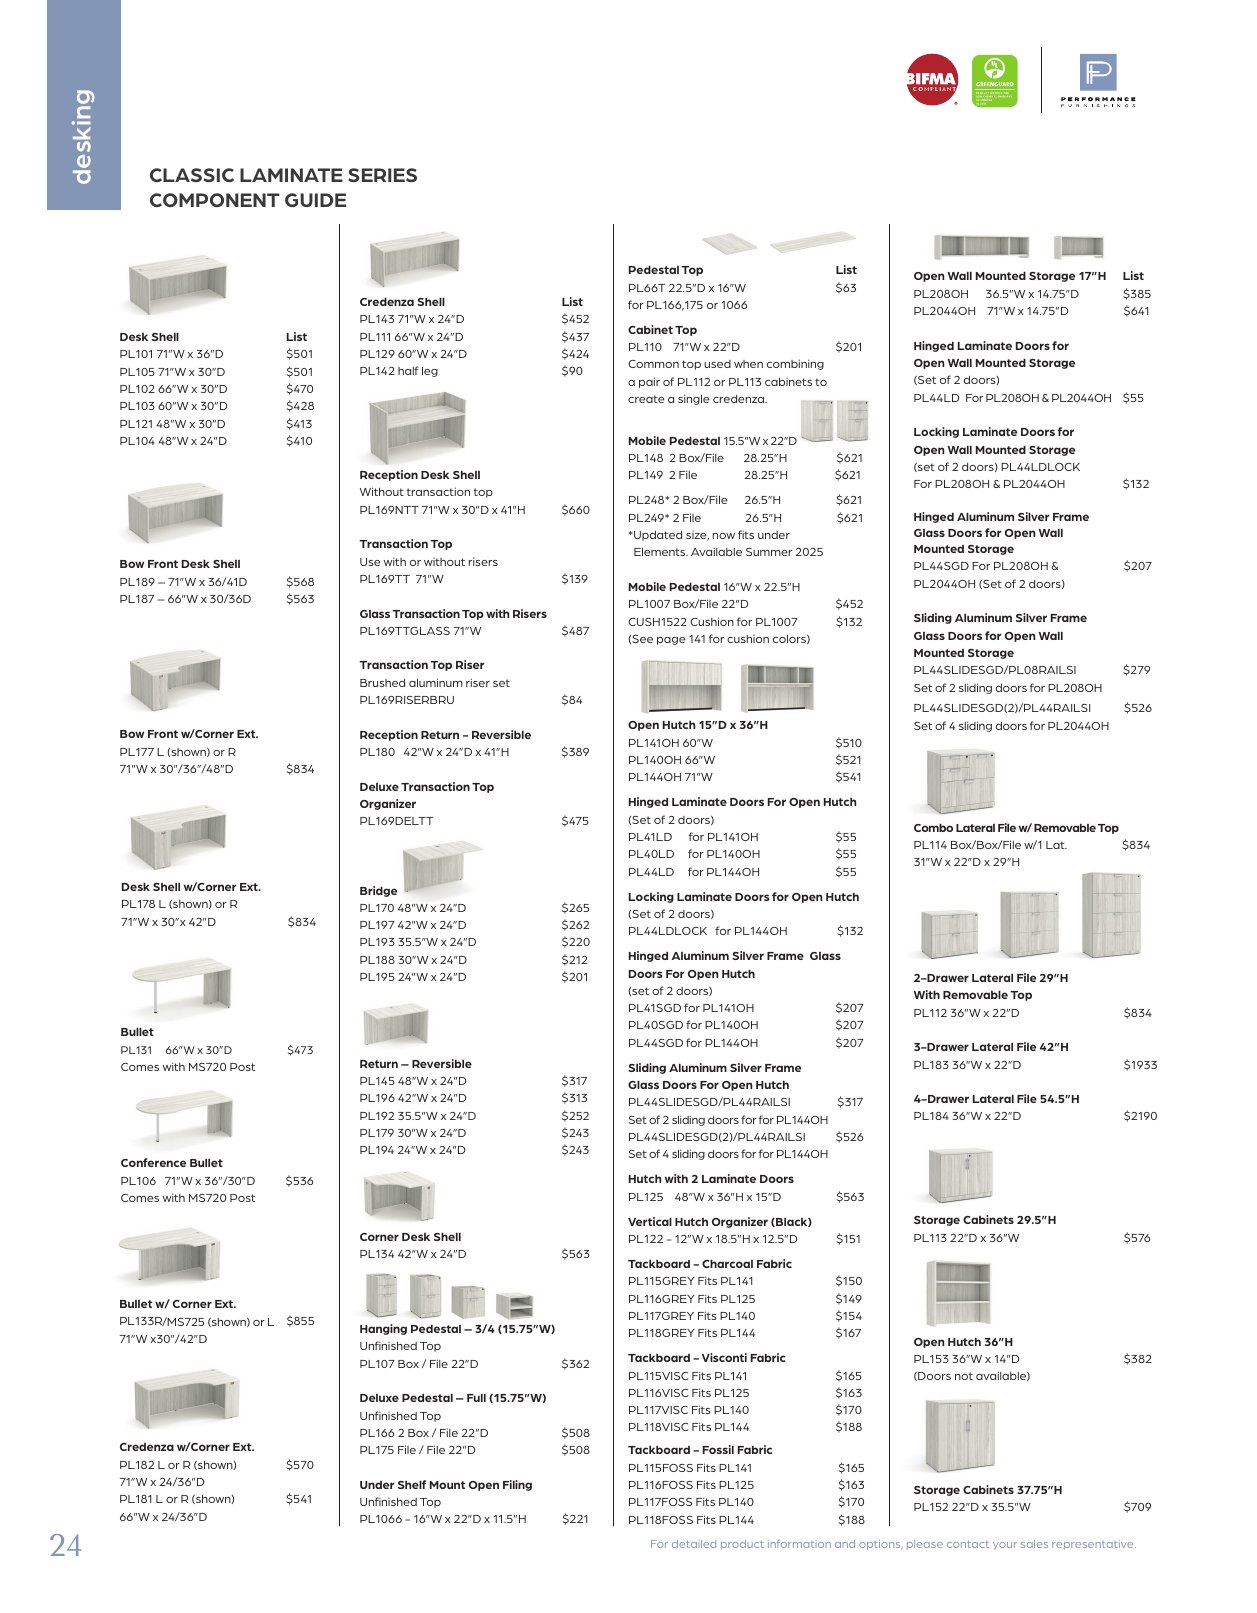 desking
BIFMA
COMPLIANT
GREENGUARD
PERFORMANCE
FURNISHINGS
CLASSIC LAMINATE SERIES
COMPONENT GUIDE
Desk Shell List
PL101 71"W x 36"D $501
PL105 71"W x 30"D $501
PL102 66"W x 30"D $470
PL103 60"W x 30"D $428
PL121 48"W x 30"D $413
PL104 48"W x 24"D $410
Bow Front Desk Shell
PL189 – 71"W x 36/41D $568
PL187 – 66"W x 30/36D $563
Bow Front w/Corner Ext.
PL177 L (shown) or R
71"W x 30"/36"/48"D $834
Desk Shell w/Corner Ext.
PL178 L (shown) or R
71"W x 30"x 42"D $834
Bullet
PL131 66"W x 30"D $473
Comes with MS720 Post
Conference Bullet
PL106 71"W x 36"/30"D $536
Comes with MS720 Post
Bullet w/ Corner Ext.
PL133R/MS725 (shown) or L $855
71"W x30"/42"D
Credenza w/Corner Ext.
PL182 L or R (shown) $570
71"W x 24/36"D
PL181 L or R (shown) $541
66"W x 24/36"D
Credenza Shell List
PL143 71"W x 24"D $452
PL111 66"W x 24"D $437
PL129 60"W x 24"D $424
PL142 half leg $90
Reception Desk Shell
Without transaction top
PL169NTT 71"W x 30"D x 41"H $660
Transaction Top
Use with or without risers
PL169TT 71"W $139
Glass Transaction Top with Risers
PL169TTGLASS 71"W $487
Transaction Top Riser
Brushed aluminum riser set
PL169RISERBRU $84
Reception Return - Reversible
PL180 42"W x 24"D x 41"H $389
Deluxe Transaction Top
Organizer
PL169DELTT $475
Bridge
PL170 48"W x 24"D $265
PL197 42"W x 24"D $262
PL193 35.5"W x 24"D $220
PL188 30"W x 24"D $212
PL195 24"W x 24"D $201
Return – Reversible
PL145 48"W x 24"D $317
PL196 42"W x 24"D $313
PL192 35.5"W x 24"D $252
PL179 30"W x 24"D $243
PL194 24"W x 24"D $243
Corner Desk Shell
PL134 42"W x 24"D $563
Hanging Pedestal – 3/4 (15.75"W)
Unfinished Top
PL107 Box / File 22"D $362
Deluxe Pedestal – Full (15.75"W)
Unfinished Top
PL166 2 Box / File 22"D $508
PL175 File / File 22"D $508
Under Shelf Mount Open Filing
Unfinished Top
PL1066 - 16"W x 22"D x 11.5"H $221
Pedestal Top List
PL66T 22.5"D x 16"W $63
for PL166,175 or 1066
Cabinet Top
PL110 71"W x 22"D $201
Common top used when combining
a pair of PL112 or PL113 cabinets to
create a single credenza.
Mobile Pedestal 15.5"W x 22"D
PL148 2 Box/File 28.25"H $621
PL149 2 File 28.25"H $621
PL248* 2 Box/File 26.5"H $621
PL249* 2 File 26.5"H $621
*Updated size, now fits under
Elements. Available Summer 2025
Mobile Pedestal 16"W x 22.5"H
PL1007 Box/File 22"D $452
CUSH1522 Cushion for PL1007 $132
(See page 141 for cushion colors)
Open Hutch 15"D x 36"H
PL141OH 60"W $510
PL140OH 66"W $521
PL144OH 71"W $541
Hinged Laminate Doors For Open Hutch
(Set of 2 doors)
PL41LD for PL141OH $55
PL40LD for PL140OH $55
PL44LD for PL144OH $55
Locking Laminate Doors for Open Hutch
(Set of 2 doors)
PL44LDLOCK for PL144OH $132
Hinged Aluminum Silver Frame Glass
Doors For Open Hutch
(set of 2 doors)
PL41SGD for PL141OH $207
PL40SGD for PL140OH $207
PL44SGD for PL144OH $207
Sliding Aluminum Silver Frame
Glass Doors For Open Hutch
PL44SLIDESGD/PL44RAILSI $317
Set of 2 sliding doors for for PL144OH
PL44SLIDESGD(2)/PL44RAILSI $526
Set of 4 sliding doors for for PL144OH
Hutch with 2 Laminate Doors
PL125 48"W x 36"H x 15"D $563
Vertical Hutch Organizer (Black)
PL122 - 12"W x 18.5"H x 12.5"D $151
Tackboard - Charcoal Fabric
PL115GREY Fits PL141 $150
PL116GREY Fits PL125 $149
PL117GREY Fits PL140 $154
PL118GREY Fits PL144 $167
Tackboard - Visconti Fabric
PL115VISC Fits PL141 $165
PL116VISC Fits PL125 $163
PL117VISC Fits PL140 $170
PL118VISC Fits PL144 $188
Tackboard - Fossil Fabric
PL115FOSS Fits PL141 $165
PL116FOSS Fits PL125 $163
PL117FOSS Fits PL140 $170
PL118FOSS Fits PL144 $188
Open Wall Mounted Storage 17"H List
PL208OH 36.5"W x 14.75"D $385
PL2044OH 71"W x 14.75"D $641
Hinged Laminate Doors for
Open Wall Mounted Storage
(Set of 2 doors)
PL44LD For PL208OH & PL2044OH $55
Locking Laminate Doors for
Open Wall Mounted Storage
(set of 2 doors) PL44LDLOCK
For PL208OH & PL2044OH $132
Hinged Aluminum Silver Frame
Glass Doors for Open Wall
Mounted Storage
PL44SGD For PL208OH & $207
PL2044OH (Set of 2 doors)
Sliding Aluminum Silver Frame
Glass Doors for Open Wall
Mounted Storage
PL44SLIDESGD/PL08RAILSI $279
Set of 2 sliding doors for PL208OH
PL44SLIDESGD(2)/PL44RAILSI $526
Set of 4 sliding doors for PL2044OH
Combo Lateral File w/ Removable Top
PL114 Box/Box/File w/1 Lat. $834
31"W x 22"D x 29"H
2-Drawer Lateral File 29"H
With Removable Top
PL112 36"W x 22"D $834
3-Drawer Lateral File 42"H
PL183 36"W x 22"D $1933
4-Drawer Lateral File 54.5"H
PL184 36"W x 22"D $2190
Storage Cabinets 29.5"H
PL113 22"D x 36"W $576
Open Hutch 36"H
PL153 36"W x 14"D $382
(Doors not available)
Storage Cabinets 37.75"H
PL152 22"D x 35.5"W $709
24
For detailed product information and options, please contact your sales representative.